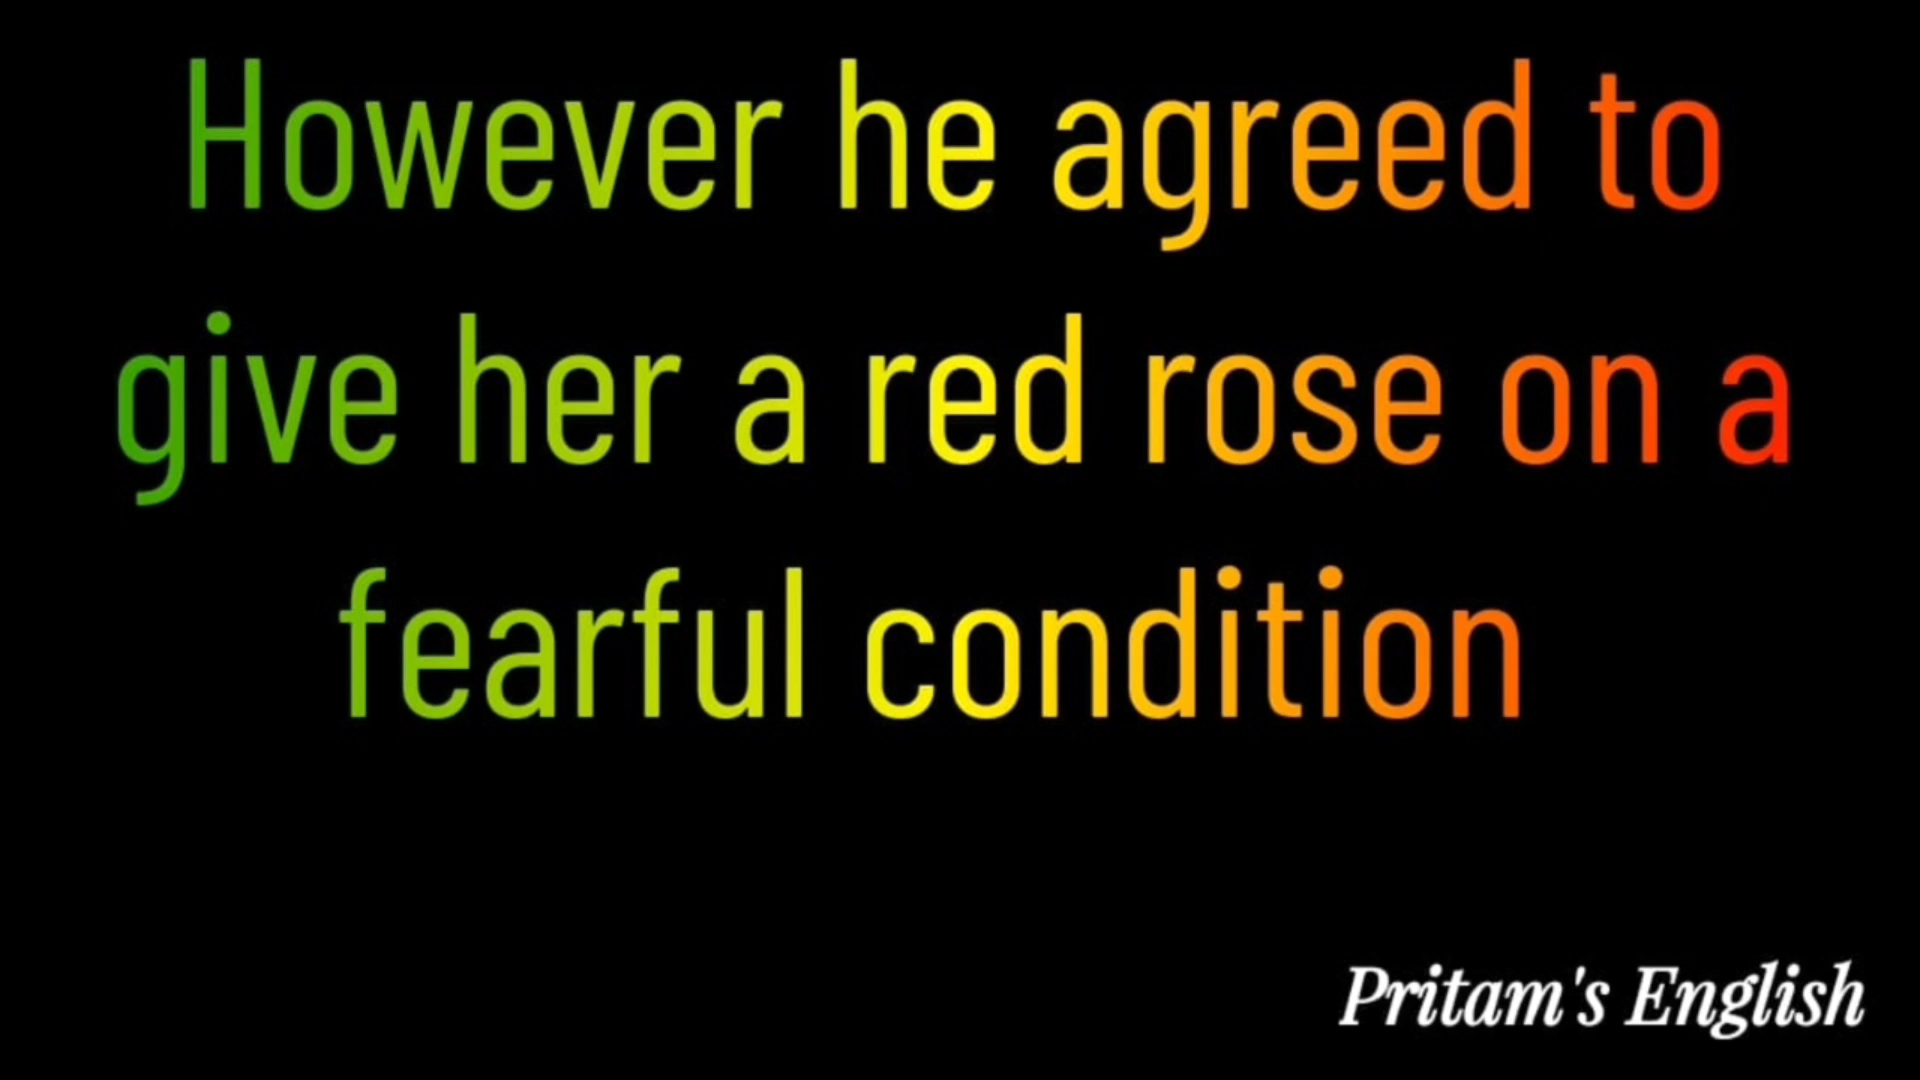 However he agreed to
give her a red rose on a
fearful condition
Pritam's English